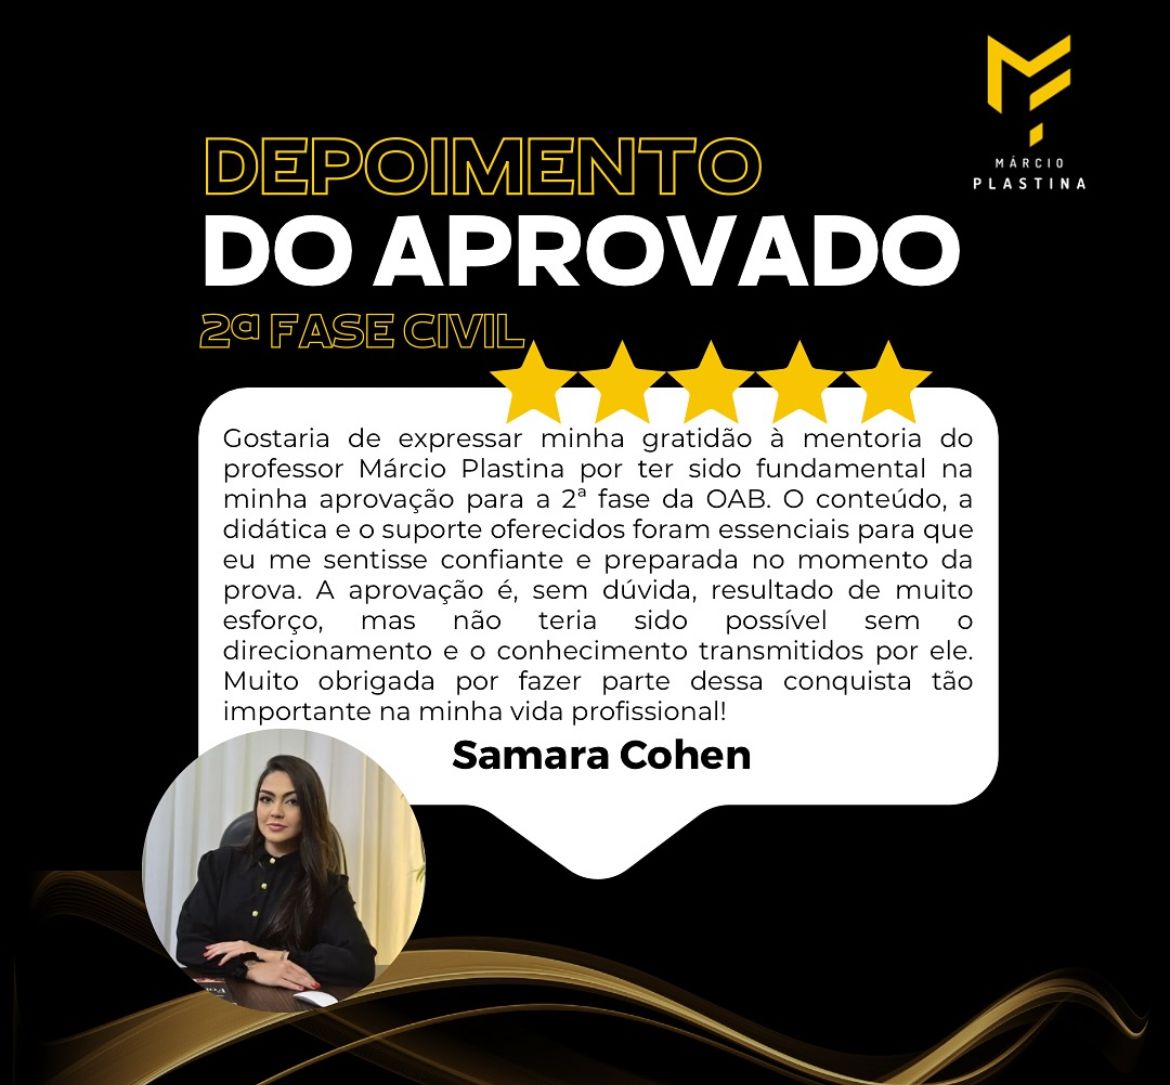 MÁRCIO
PLASTINA
DEPOIMENTO
DO APROVADO
2ª FASE CIVIL
Gostaria de expressar minha gratidão à mentoria do
professor Márcio Plastina por ter sido fundamental na
minha aprovação para a 2ª fase da OAB. O conteúdo, a
didática e o suporte oferecidos foram essenciais para que
eu me sentisse confiante e preparada no momento da
prova. A aprovação é, sem dúvida, resultado de muito
esforço, mas não teria sido possível sem o
direcionamento e o conhecimento transmitidos por ele.
Muito obrigada por fazer parte dessa conquista tão
importante na minha vida profissional!
Samara Cohen